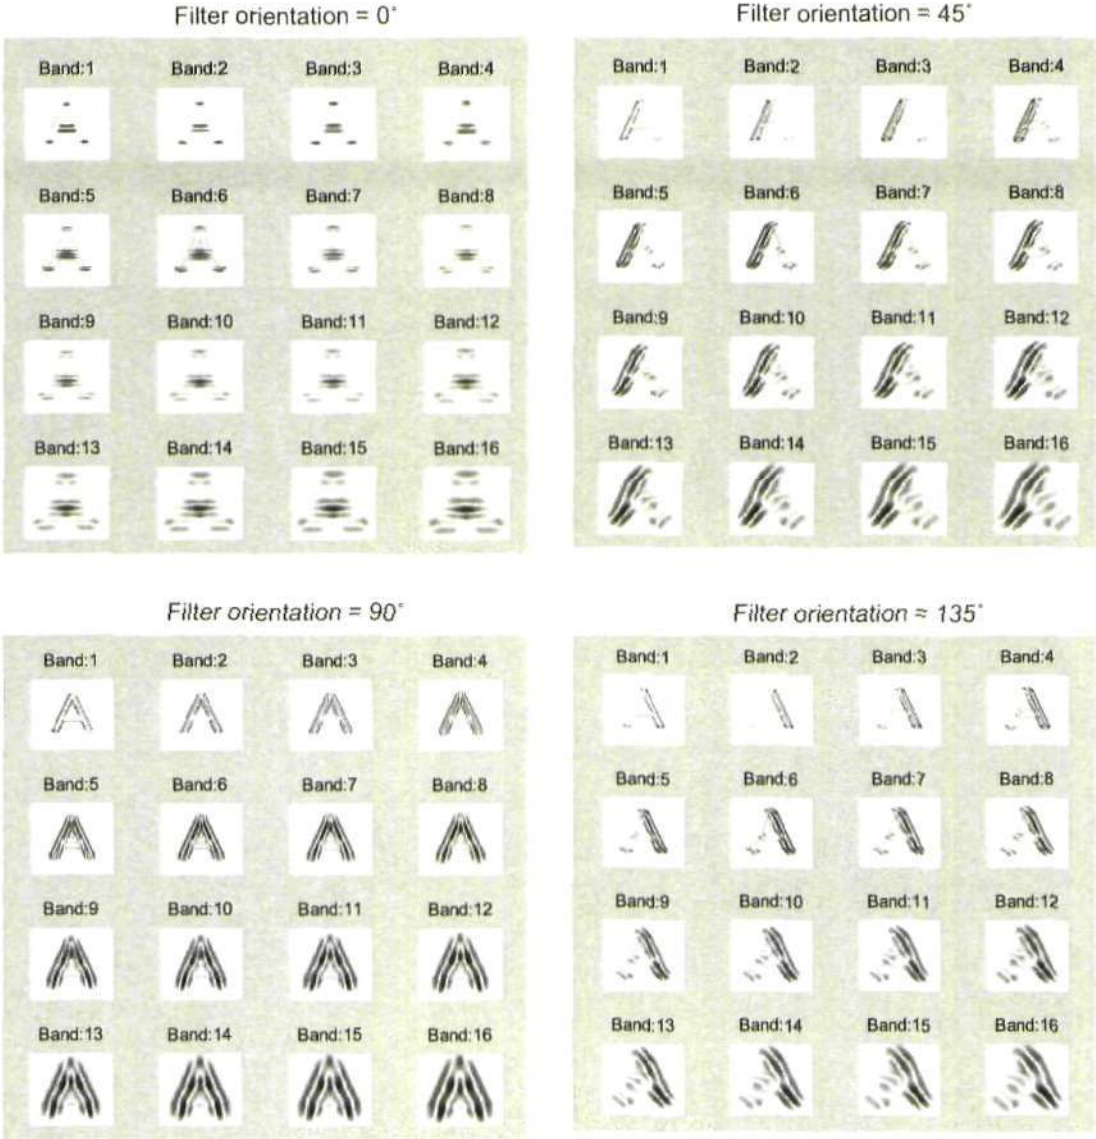 Filter orientation = 0°
Band:1 Band:2 Band:3 Band:4
Band:5 Band:6 Band:7 Band:8
Band:9 Band:10 Band:11 Band:12
Band:13 Band:14 Band:15 Band:16
Filter orientation = 45°
Band:1 Band:2 Band:3 Band:4
Band:5 Band:6 Band:7 Band:8
Band:9 Band:10 Band:11 Band:12
Band:13 Band:14 Band:15 Band:16
Filter orientation = 90°
Band:1 Band:2 Band:3 Band:4
Band:5 Band:6 Band:7 Band:8
Band:9 Band:10 Band:11 Band:12
Band:13 Band:14 Band:15 Band:16
Filter orientation = 135°
Band:1 Band:2 Band:3 Band:4
Band:5 Band:6 Band:7 Band:8
Band:9 Band:10 Band:11 Band:12
Band:13 Band:14 Band:15 Band:16